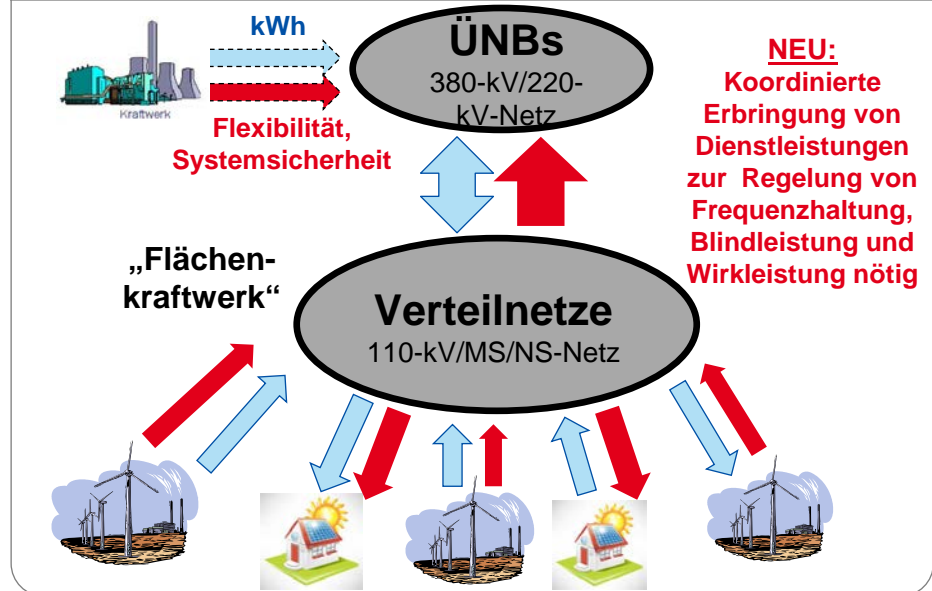 kWh
Kraftwerk
Flexibilität,
Systemsicherheit
ÜNBs
380-kV/220-
kV-Netz
NEU:
Koordinierte
Erbringung von
Dienstleistungen
zur Regelung von
Frequenzhaltung,
Blindleistung und
Wirkleistung nötig
„Flächen-
kraftwerk“
Verteilnetze
110-kV/MS/NS-Netz